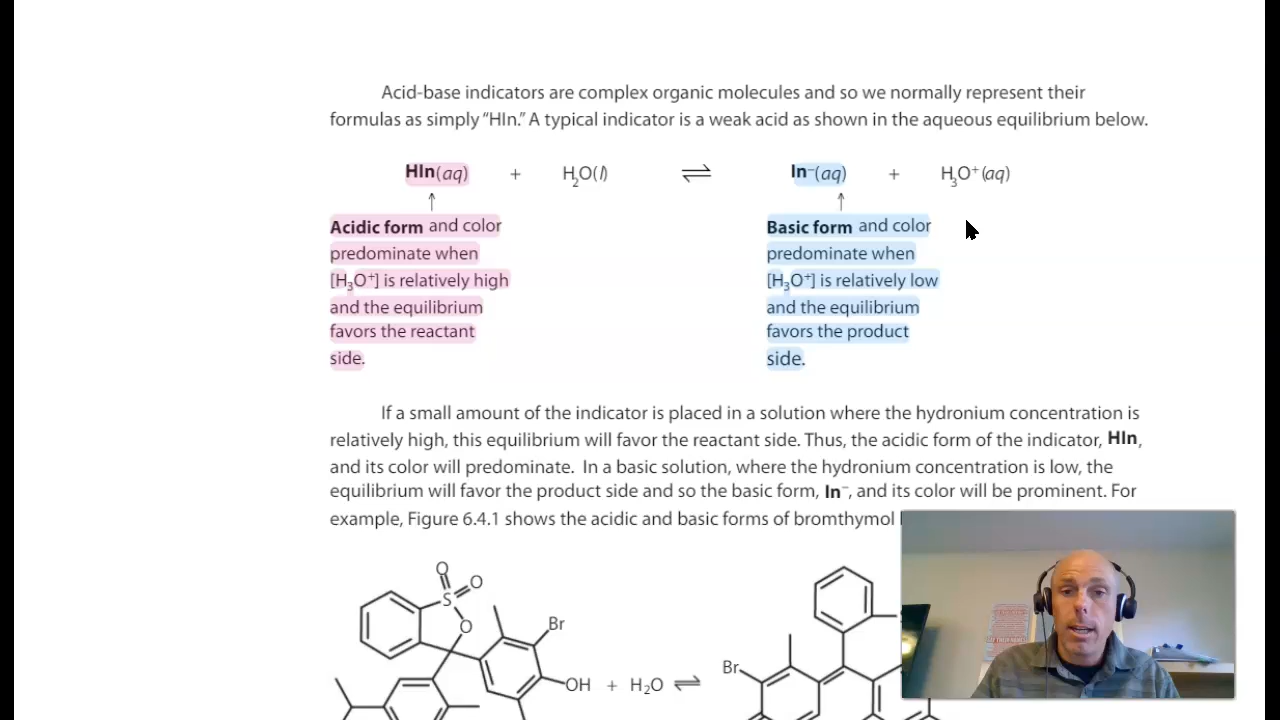 Acid-base indicators are complex organic molecules and so we normally represent their
formulas as simply “HIn.” A typical indicator is a weak acid as shown in the aqueous equilibrium below.
HIn(aq) + H₂O(l) ⇌ In⁻(aq) + H₃O⁺(aq)
↑ ↑
Acidic form and color
predominate when
[H₃O⁺] is relatively high
and the equilibrium
favors the reactant
side.
Basic form and color
predominate when
[H₃O⁺] is relatively low
and the equilibrium
favors the product
side.
If a small amount of the indicator is placed in a solution where the hydronium concentration is
relatively high, this equilibrium will favor the reactant side. Thus, the acidic form of the indicator, HIn,
and its color will predominate. In a basic solution, where the hydronium concentration is low, the
equilibrium will favor the product side and so the basic form, In⁻, and its color will be prominent. For
example, Figure 6.4.1 shows the acidic and basic forms of bromthymol
O
S O
O
Br
OH + H₂O ⇌
Br